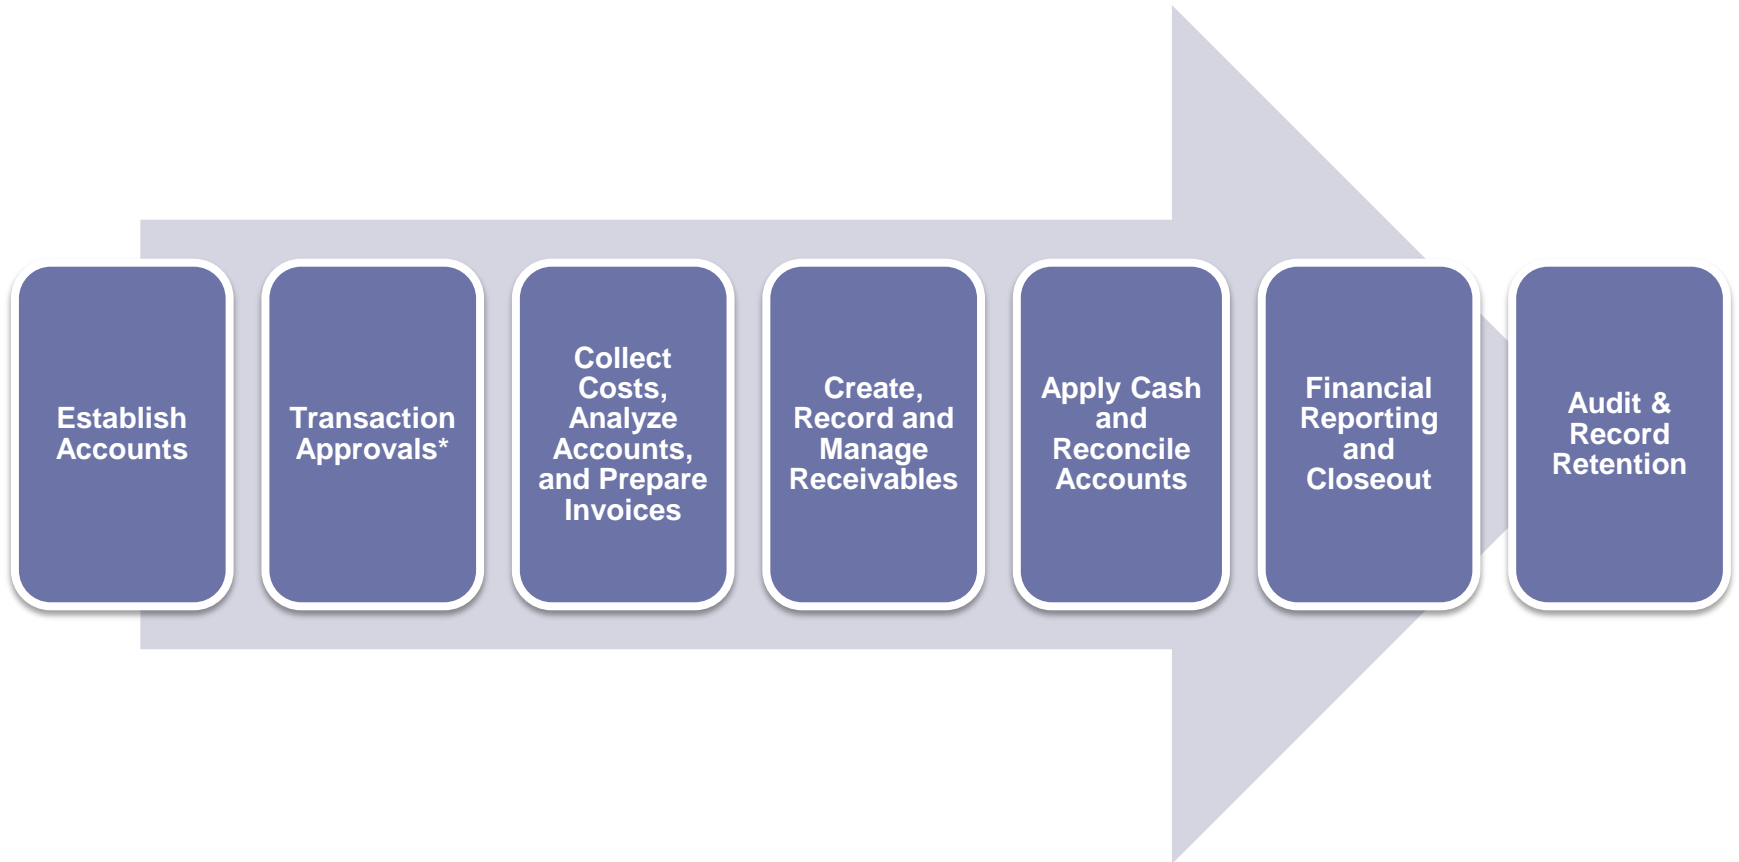 Establish
Accounts
Transaction
Approvals*
Collect
Costs,
Analyze
Accounts,
and Prepare
Invoices
Create,
Record and
Manage
Receivables
Apply Cash
and
Reconcile
Accounts
Financial
Reporting
and
Closeout
Audit &
Record
Retention